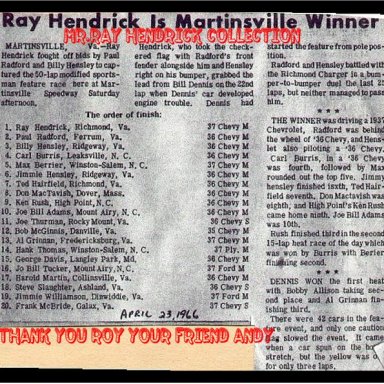 Ray Hendrick Is Martinsville Winner
MR.RAY HENDRICK COLLECTION
MARTINSVILLE, Va.—Ray
Hendrick fought off bids by Paul
Radford and Billy Hensley to cap-
tured the 50-lap modified sports-
man feature race here at Mar-
tinsville Speedway Saturday
afternoon.
Hendrick, who took the check-
ered flag with Radford's front
fender alongside him and Hensley
right on his bumper, grabbed the
lead from Bill Dennis on the 22nd
lap when Dennis' car developed
engine trouble. Dennis had
The order of finish:
1. Ray Hendrick, Richmond, Va. 37 Chevy M
2. Paul Radford, Ferrum, Va. 36 Chevy M
3. Billy Hensley, Ridgeway, Va. 36 Chevy M
4. Carl Burris, Leaksville, N. C. 36 Chevy M
5. Max Berrier, Winston-Salem, N. C. 37 Chevy M
6. Jimmie Hensley, Ridgeway, Va. 36 Chevy M
7. Ted Hairfield, Richmond, Va. 36 Chevy M
8. Don MacTavish, Dover, Mass. 36 Chevy M
9. Ken Rush, High Point, N. C. 36 Chevy M
10. Joe Bill Adams, Mount Airy, N. C. 36 Chevy M
11. Joe Thurman, Rocky Mount, Va. 36 Chevy S
12. Bob McGinnis, Danville, Va. 35 Chevy M
13. Al Grinnan, Fredericksburg, Va. 37 Chevy M
14. Hank Thomas, Winston-Salem, N. C. 37 Ply. M
15. George Davis, Langley Park, Md. 36 Chevy M
16. Jo Bill Tucker, Mount Airy, N. C. 37 Ford M
17. Harold Martin, Collinsville, Va. 36 Chevy M
18. Steve Slaughter, Ashland, Va. 36 Chevy M
19. Jimmie Williamson, Dinwiddie, Va. 37 Ford M
20. Frank McBride, Galax, Va. 37 Chevy S
APRIL 23, 1966
started the feature from pole posi-
tion.
Radford and Hensley battled with
the Richmond Charger in a bum-
per-to-bumper duel the last 25
laps, but neither managed to pass
him.
* * *
THE WINNER was driving a 1937
Chevrolet, Radford was behind
the wheel of a '36 Chevy, and Hens-
ley also piloting a '36 Chevy.
Carl Burris, in a '36 Chevy
was fourth, followed by Max
rounded out the top five. Jimmy
hensley finished isxth, Ted Hair-
field seventh, Don Mactavish was
eighth, and High Point's Ken Rush
came home ninth. Joe Bill Adams
was 10th.
Rush finished third in the second
15-lap heat race of the day which
was won by Burris with Berier
finishing second.
* * *
DENNIS WON the first heat
with Bobby Allison taking sec-
ond place and Al Grinnan fin-
ishing third.
There were 42 cars in the fea-
ture event, and only one caution
flag slowed the event. It came
when a car spun on the back
stretch, but the yellow was out
for only three laps.
THANK YOU ROY YOUR FRIEND ANDY